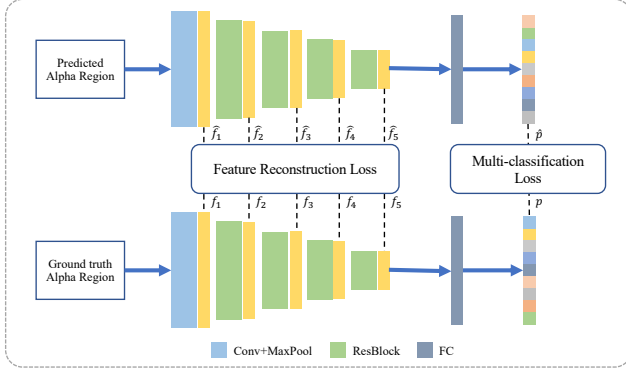 Predicted
Alpha Region
f̂₁
f̂₂
f̂₃
f̂₄
f̂₅
p̂
Feature Reconstruction Loss
Multi-classification
Loss
f₁
f₂
f₃
f₄
f₅
p
Ground truth
Alpha Region
Conv+MaxPool
ResBlock
FC